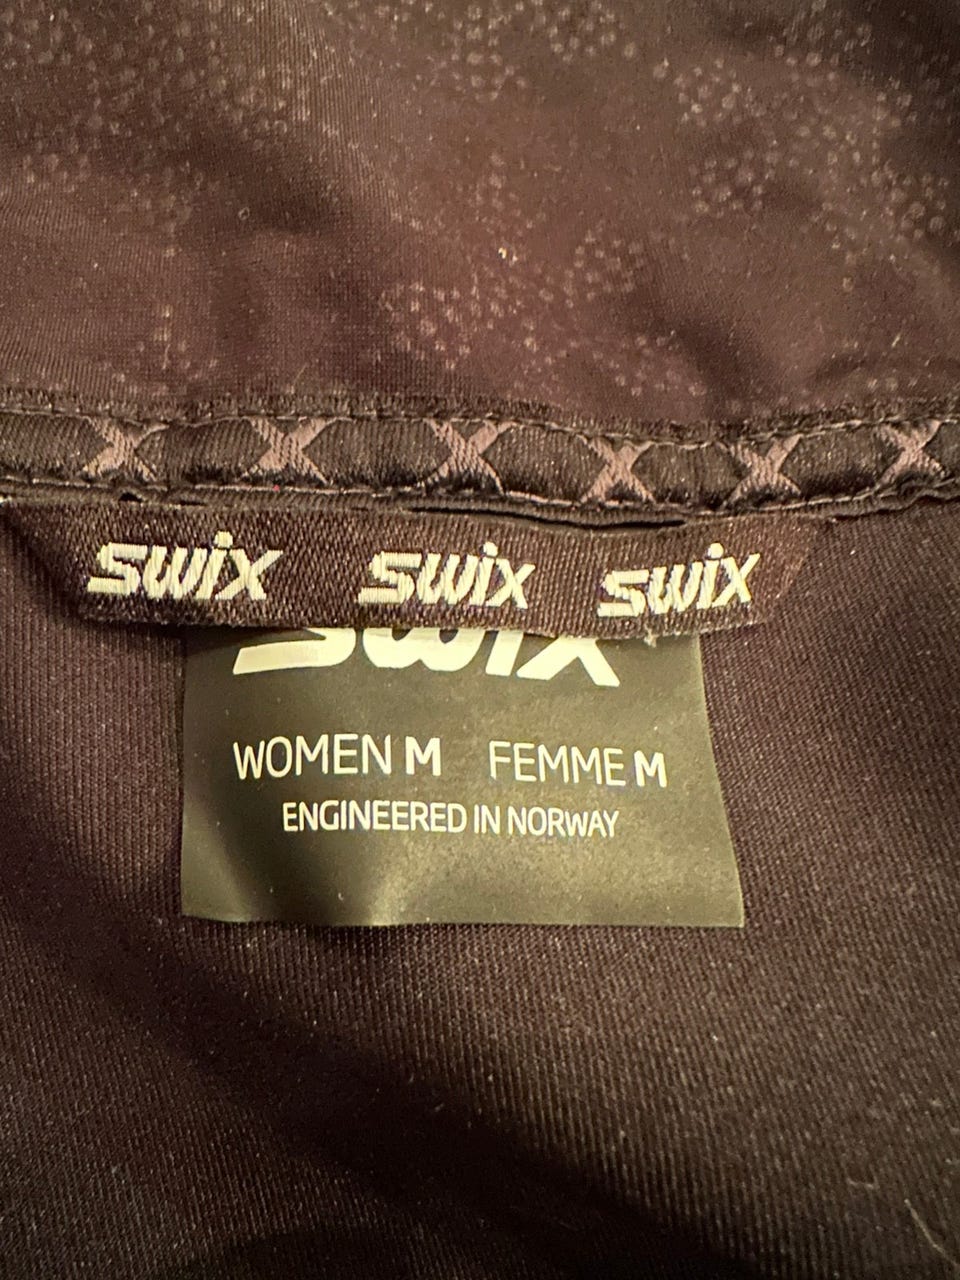 swix swix swix
swix
WOMEN M FEMME M
ENGINEERED IN NORWAY